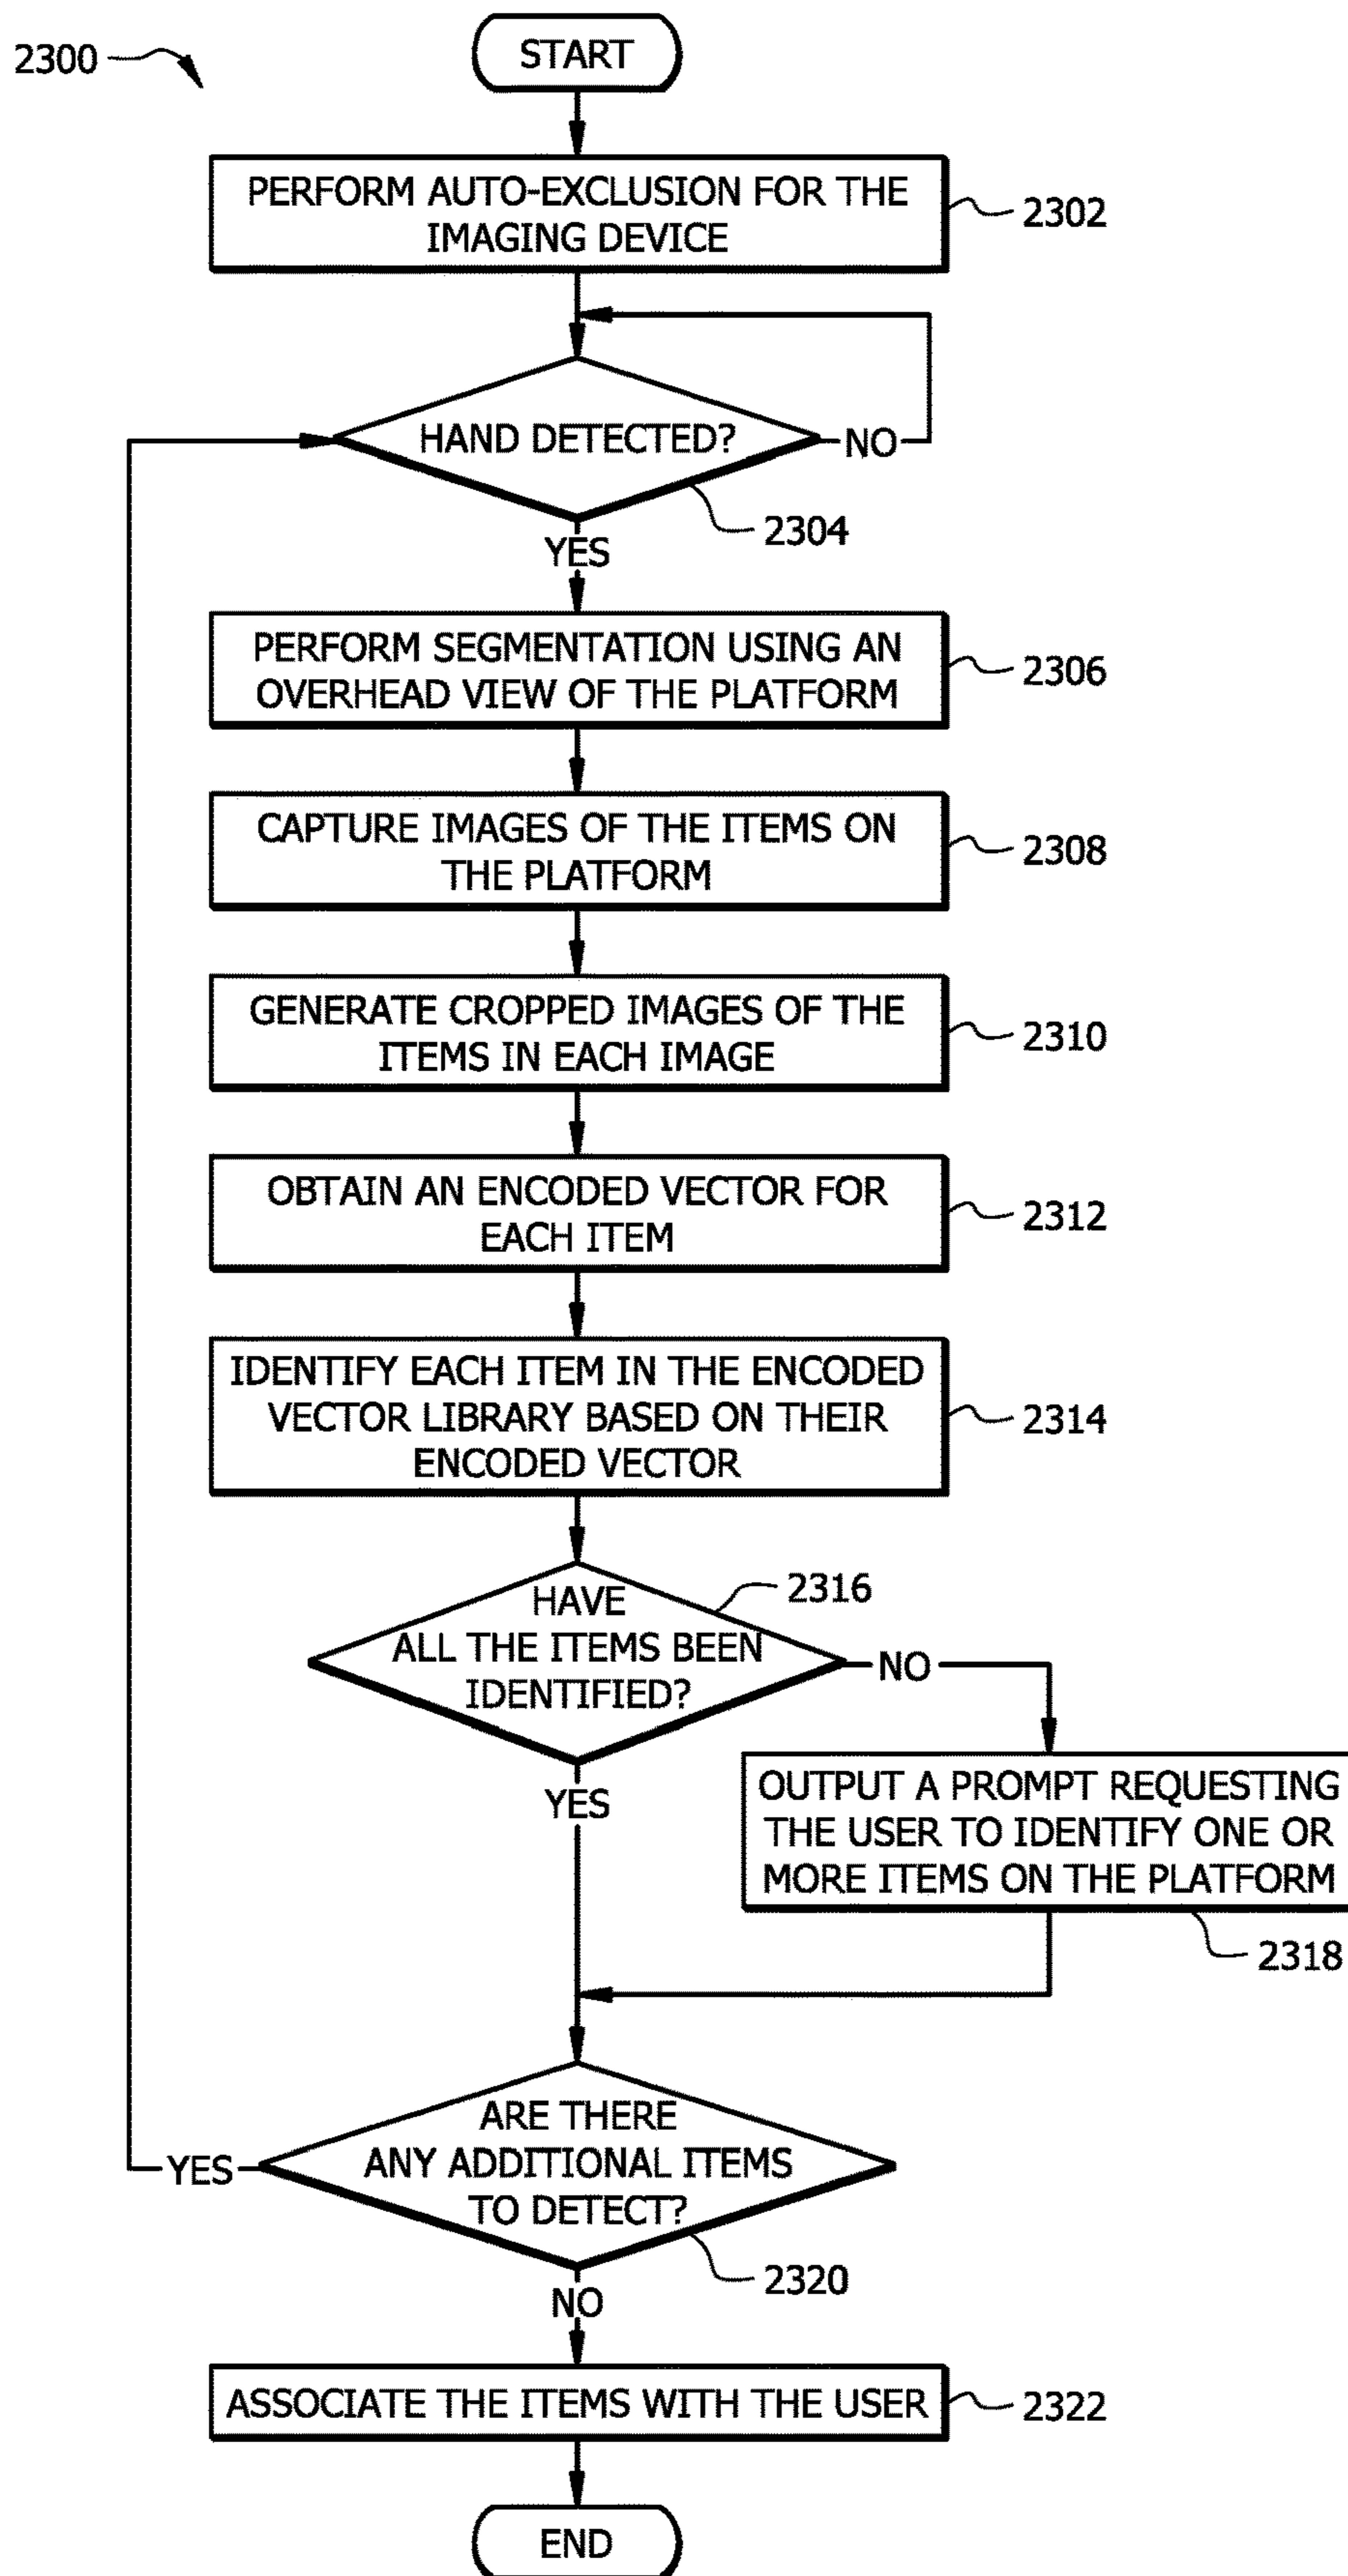 START
2300
PERFORM AUTO-EXCLUSION FOR THE
IMAGING DEVICE
2302
HAND DETECTED?
NO
2304
YES
PERFORM SEGMENTATION USING AN
OVERHEAD VIEW OF THE PLATFORM
2306
CAPTURE IMAGES OF THE ITEMS ON
THE PLATFORM
2308
GENERATE CROPPED IMAGES OF THE
ITEMS IN EACH IMAGE
2310
OBTAIN AN ENCODED VECTOR FOR
EACH ITEM
2312
IDENTIFY EACH ITEM IN THE ENCODED
VECTOR LIBRARY BASED ON THEIR
ENCODED VECTOR
2314
2316
HAVE
ALL THE ITEMS BEEN
IDENTIFIED?
NO
YES
OUTPUT A PROMPT REQUESTING
THE USER TO IDENTIFY ONE OR
MORE ITEMS ON THE PLATFORM
2318
ARE THERE
ANY ADDITIONAL ITEMS
TO DETECT?
YES
2320
NO
ASSOCIATE THE ITEMS WITH THE USER
2322
END